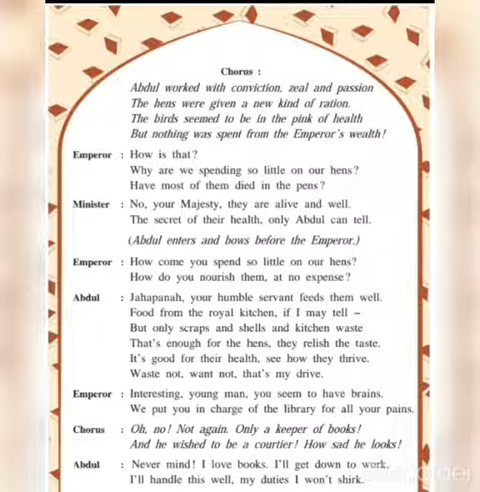 Chorus :
Abdul worked with conviction, zeal and passion
The hens were given a new kind of ration.
The birds seemed to be in the pink of health
But nothing was spent from the Emperor's wealth!
Emperor : How is that?
Why are we spending so little on our hens?
Have most of them died in the pens?
Minister : No, your Majesty, they are alive and well.
The secret of their health, only Abdul can tell.
(Abdul enters and bows before the Emperor.)
Emperor : How come you spend so little on our hens?
How do you nourish them, at no expense?
Abdul : Jahapanah, your humble servant feeds them well.
Food from the royal kitchen, if I may tell –
But only scraps and shells and kitchen waste
That's enough for the hens, they relish the taste.
It's good for their health, see how they thrive.
Waste not, want not, that's my drive.
Emperor : Interesting, young man, you seem to have brains.
We put you in charge of the library for all your pains.
Chorus : Oh, no! Not again. Only a keeper of books!
And he wished to be a courtier! How sad he looks!
Abdul : Never mind! I love books. I'll get down to work.
I'll handle this well, my duties I won't shirk.